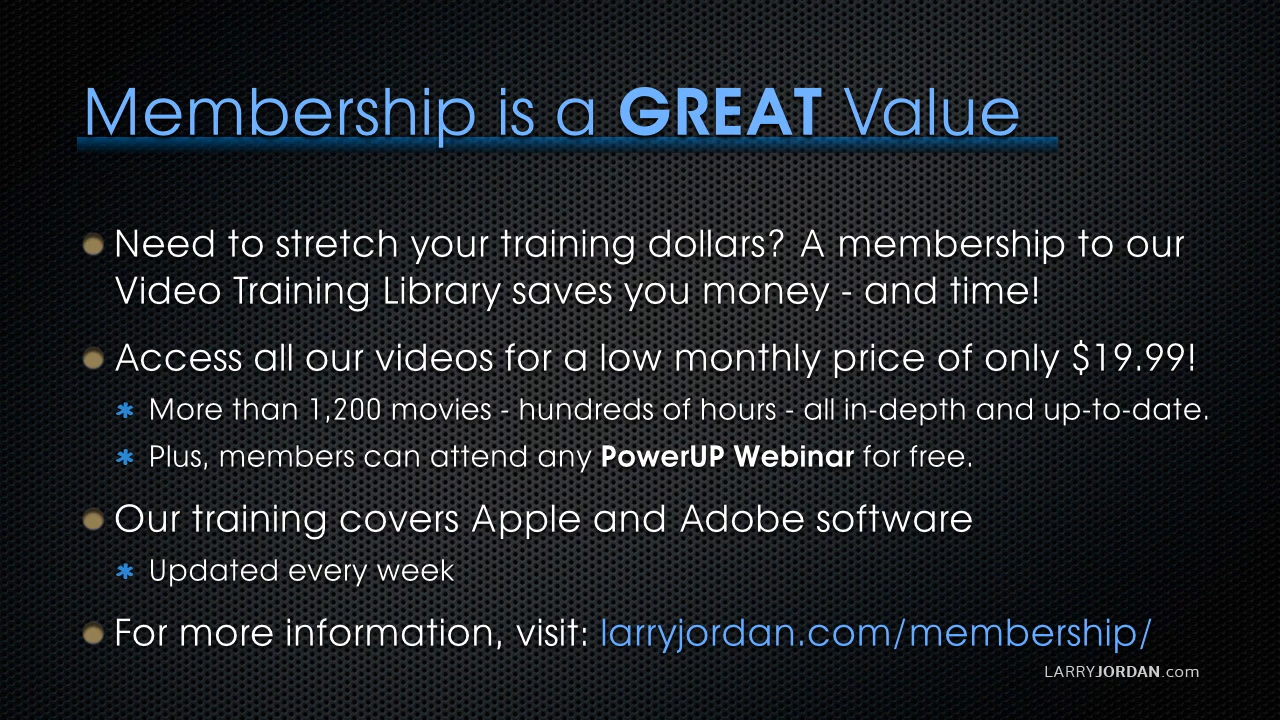 Membership is a GREAT Value
Need to stretch your training dollars? A membership to our
Video Training Library saves you money - and time!
Access all our videos for a low monthly price of only $19.99!
More than 1,200 movies - hundreds of hours - all in-depth and up-to-date.
Plus, members can attend any PowerUP Webinar for free.
Our training covers Apple and Adobe software
Updated every week
For more information, visit: larryjordan.com/membership/
LARRYJORDAN.com